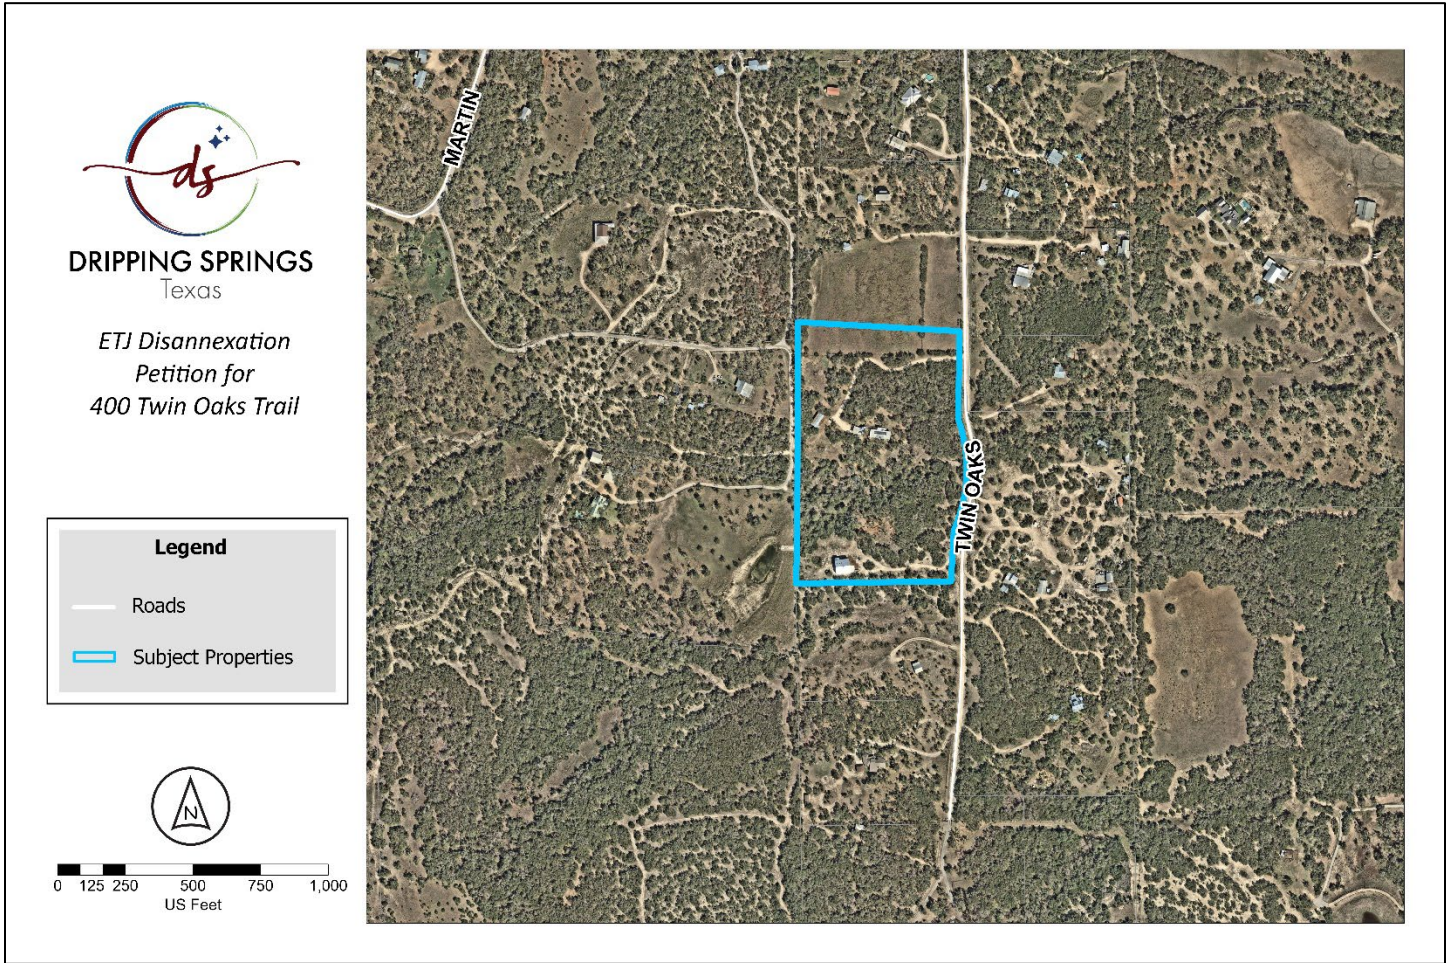 ds
DRIPPING SPRINGS
Texas
ETJ Disannexation
Petition for
400 Twin Oaks Trail
Legend
Roads
Subject Properties
N
0 125 250 500 750 1,000
US Feet
MARTIN
TWIN OAKS